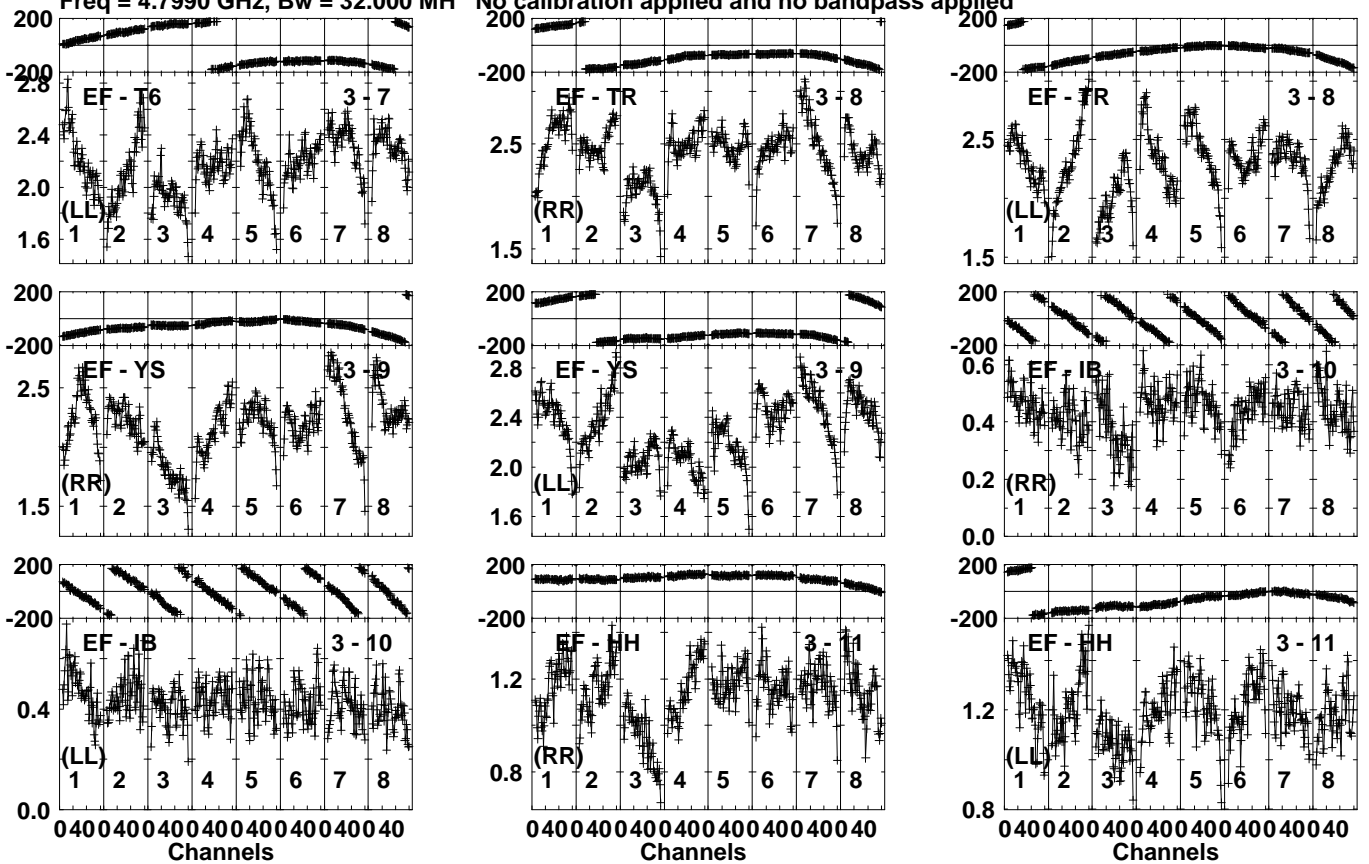 Freq = 4.7990 GHz, Bw = 32.000 MH No calibration applied and no bandpass applied
200
-200
2.8
2.4
2.0
1.6
EF - T6 3 - 7
(LL)
1 2 3 4 5 6 7 8
200
-200
2.5
1.5
EF - TR 3 - 8
(RR)
1 2 3 4 5 6 7 8
200
-200
2.5
1.5
EF - TR 3 - 8
(LL)
1 2 3 4 5 6 7 8
200
-200
2.5
1.5
EF - YS 3 - 9
(RR)
1 2 3 4 5 6 7 8
200
-200
2.8
2.4
2.0
1.6
EF - YS 3 - 9
(LL)
1 2 3 4 5 6 7 8
200
-200
0.6
0.4
0.2
0.0
EF - IB 3 - 10
(RR)
1 2 3 4 5 6 7 8
200
-200
0.4
0.0
EF - IB 3 - 10
(LL)
1 2 3 4 5 6 7 8
0 40 0 40 0 40 0 40 0 40 0 40 0 40 0 40
Channels
200
-200
1.2
0.8
EF - HH 3 - 11
(RR)
1 2 3 4 5 6 7 8
0 40 0 40 0 40 0 40 0 40 0 40 0 40 0 40
Channels
200
-200
1.2
0.8
EF - HH 3 - 11
(LL)
1 2 3 4 5 6 7 8
0 40 0 40 0 40 0 40 0 40 0 40 0 40 0 40
Channels